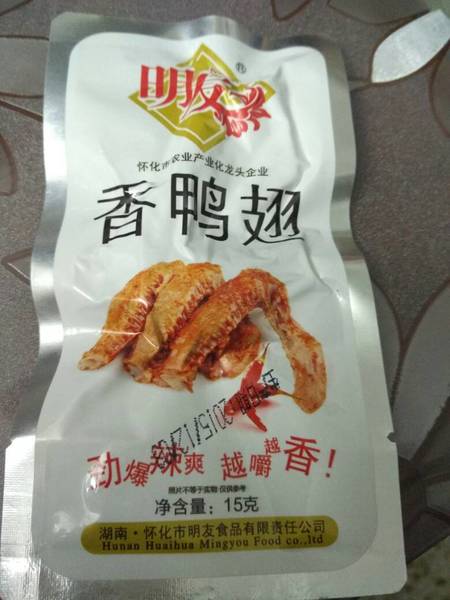 明友
®
怀化市农业产业化龙头企业
香鸭翅
2015/12/08
劲爆辣爽 越嚼越香!
照片不等于实物 仅供参考
净含量: 15克
湖南·怀化市明友食品有限责任公司
Hunan Huaihua Mingyou Food co.,ltd